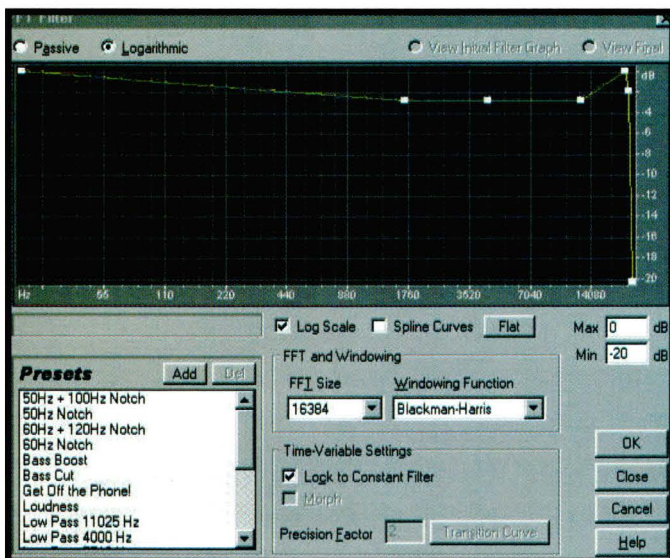 FFT Filter
Passive Logarithmic View Initial Filter Graph View Final
dB
-2
-4
-6
-8
-10
-12
-14
-16
-18
-20
Hz 55 110 220 440 880 1760 3520 7040 14080
Log Scale Spline Curves Flat Max 0 dB
Min -20 dB
Presets Add Del
50Hz + 100Hz Notch
50Hz Notch
60Hz + 120Hz Notch
60Hz Notch
Bass Boost
Bass Cut
Get Off the Phone!
Loudness
Low Pass 11025 Hz
Low Pass 4000 Hz
FFT and Windowing
FFT Size Windowing Function
16384 Blackman-Harris
Time-Variable Settings
Lock to Constant Filter
Morph
Precision Factor 2 Transition Curve
OK
Close
Cancel
Help